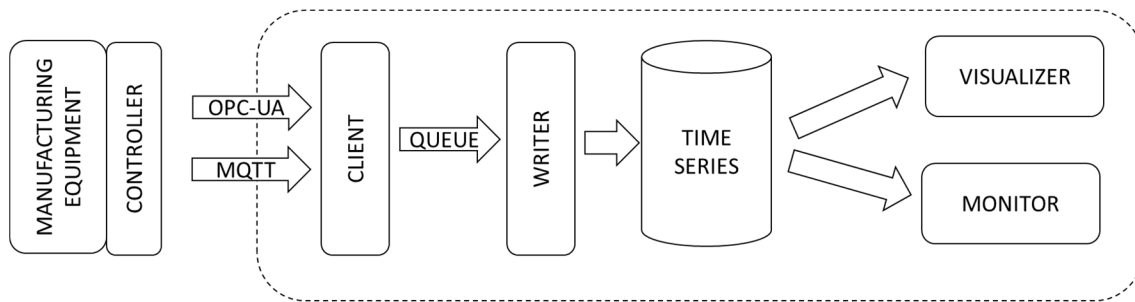 MANUFACTURING
EQUIPMENT
CONTROLLER
OPC-UA
MQTT
CLIENT
QUEUE
WRITER
TIME
SERIES
VISUALIZER
MONITOR